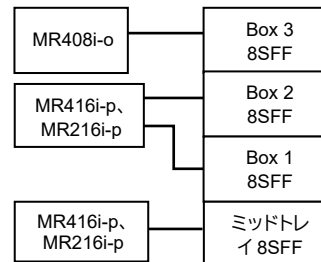 MR408i-o
Box 3
8SFF
MR416i-p、
MR216i-p
Box 2
8SFF
Box 1
8SFF
MR416i-p、
MR216i-p
ミッドトレ
イ 8SFF